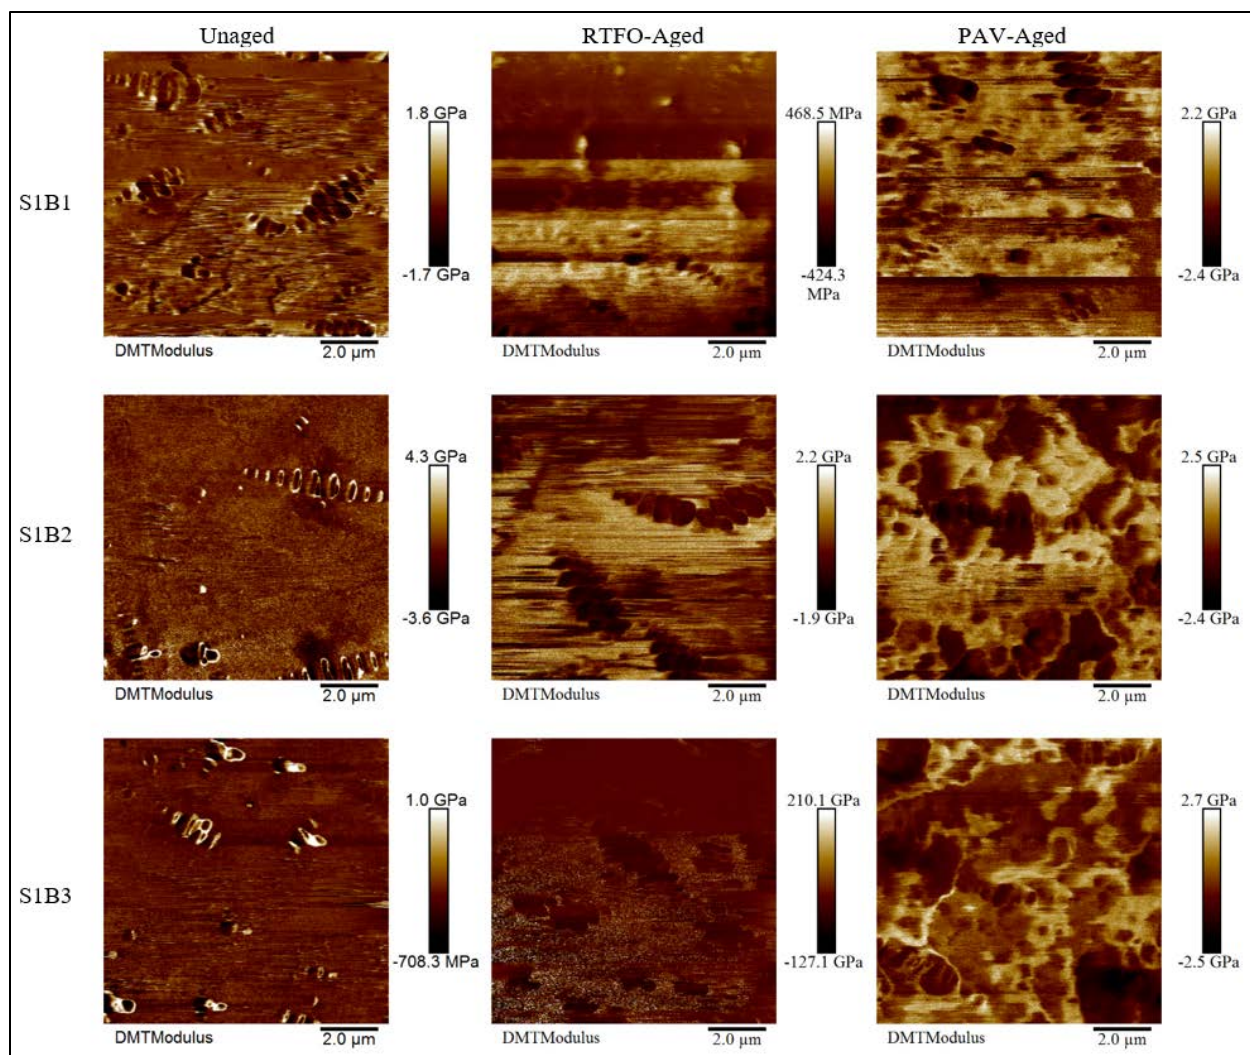 Unaged RTFO-Aged PAV-Aged
S1B1
1.8 GPa
-1.7 GPa
468.5 MPa
-424.3
MPa
2.2 GPa
-2.4 GPa
DMTModulus 2.0 µm
DMTModulus 2.0 µm
DMTModulus 2.0 µm
S1B2
4.3 GPa
-3.6 GPa
2.2 GPa
-1.9 GPa
2.5 GPa
-2.4 GPa
DMTModulus 2.0 µm
DMTModulus 2.0 µm
DMTModulus 2.0 µm
S1B3
1.0 GPa
-708.3 MPa
210.1 GPa
-127.1 GPa
2.7 GPa
-2.5 GPa
DMTModulus 2.0 µm
DMTModulus 2.0 µm
DMTModulus 2.0 µm